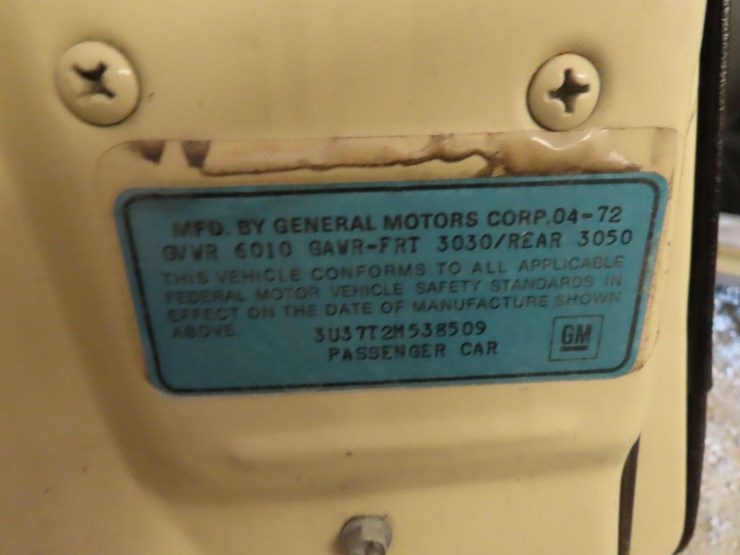 MFD. BY GENERAL MOTORS CORP. 04-72
GVWR 6010 GAWR-FRT 3030/REAR 3050
THIS VEHICLE CONFORMS TO ALL APPLICABLE
FEDERAL MOTOR VEHICLE SAFETY STANDARDS IN
EFFECT ON THE DATE OF MANUFACTURE SHOWN
ABOVE.
3U37T2M538509
PASSENGER CAR
GM